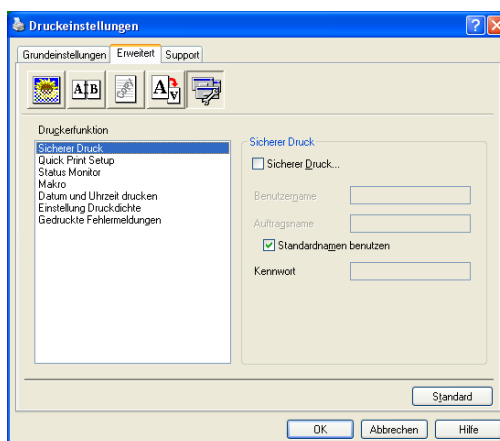 Druckeinstellungen
Grundeinstellungen Erweitert Support
A B
A A
Druckerfunktion
Sicherer Druck
Quick Print Setup
Status Monitor
Makro
Datum und Uhrzeit drucken
Einstellung Druckdichte
Gedruckte Fehlermeldungen
Sicherer Druck
Sicherer Druck...
Benutzername
Auftragsname
Standardnamen benutzen
Kennwort
Standard
OK Abbrechen Hilfe